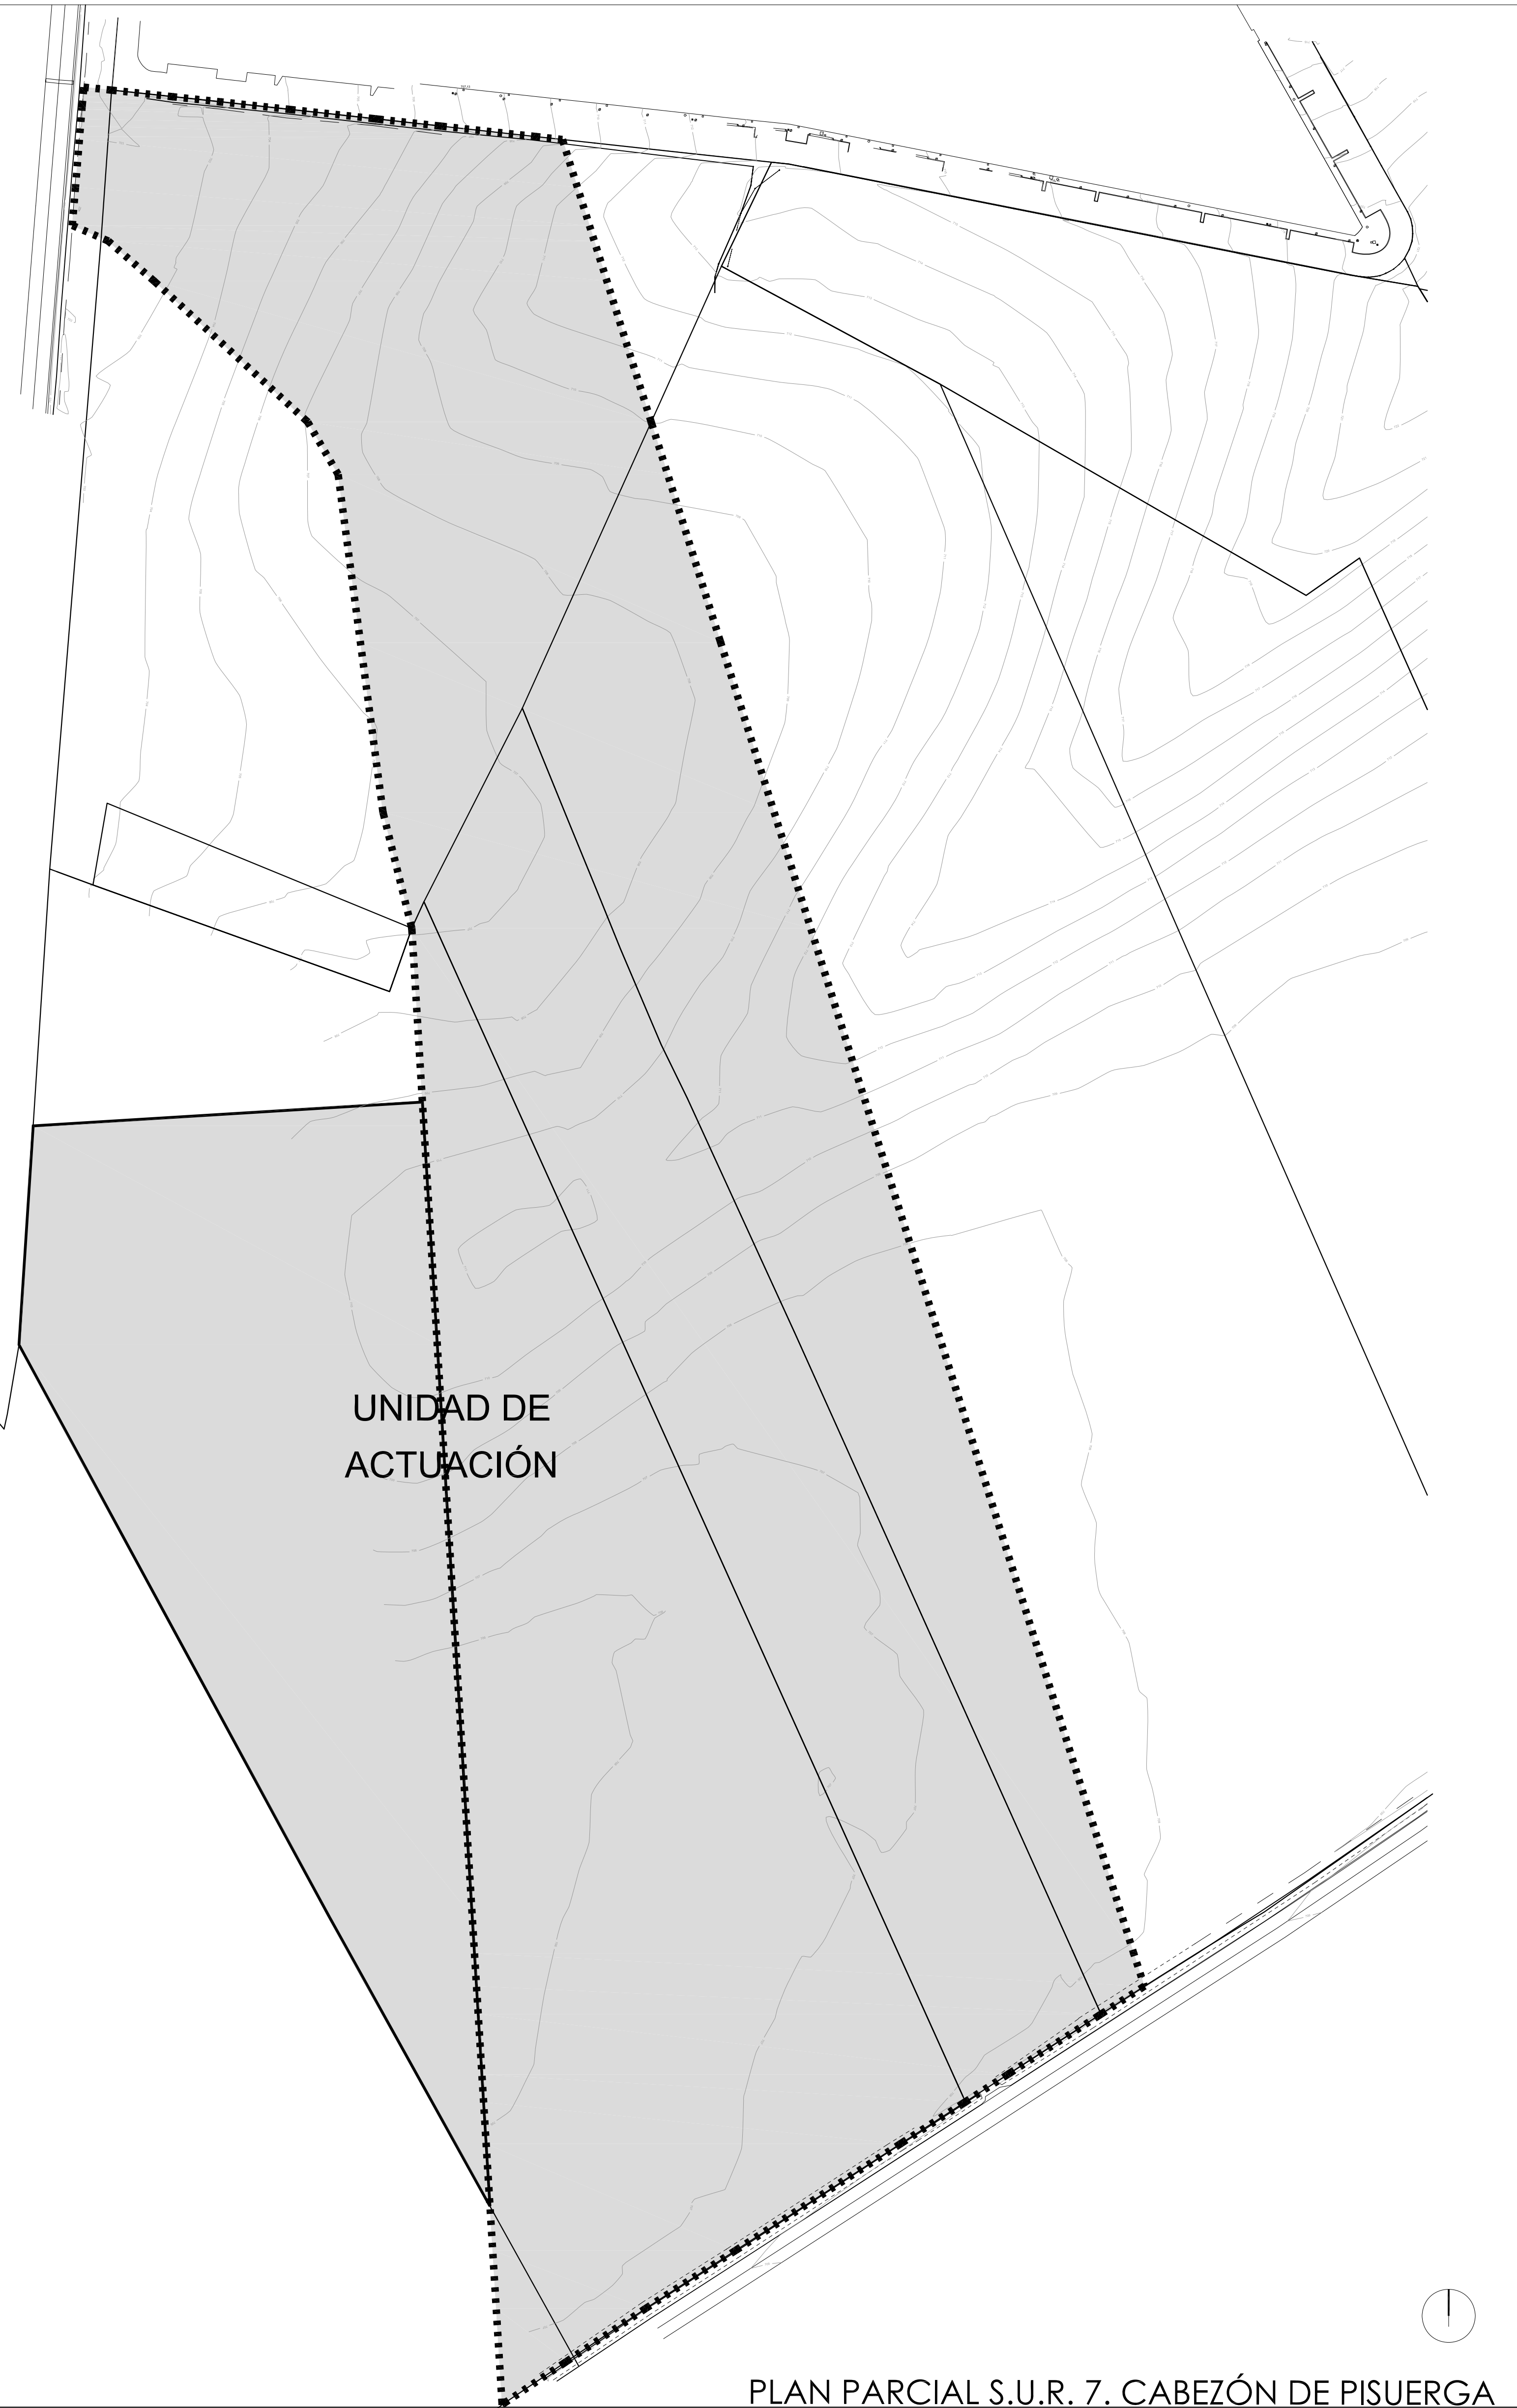 UNIDAD DE
ACTUACIÓN
PLAN PARCIAL S.U.R. 7. CABEZÓN DE PISUERGA